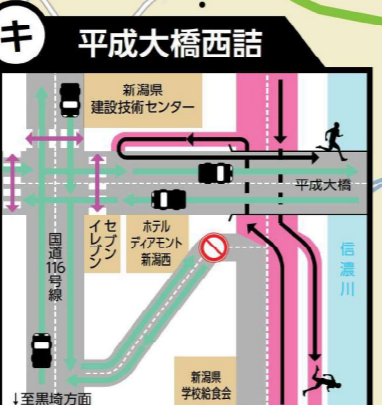 キ
平成大橋西詰
新潟県
建設技術センター
平成大橋
セブン
イレブン
ホテル
ディアモント
新潟西
国道116号線
信濃川
新潟県
学校給食会
↓至黒埼方面